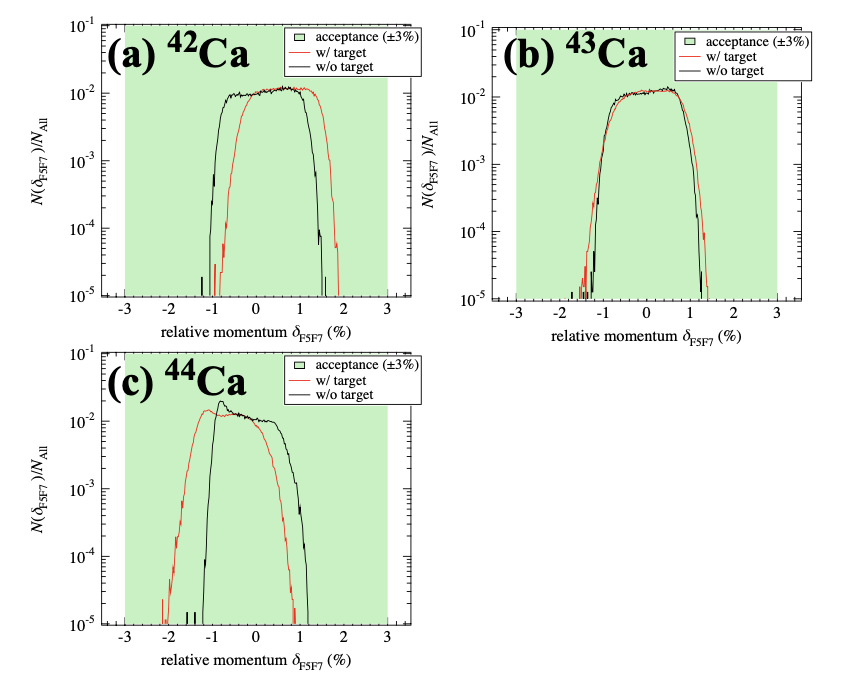 (a) ⁴²Ca
acceptance (±3%)
w/ target
w/o target
10⁻¹
10⁻²
10⁻³
10⁻⁴
10⁻⁵
N(δF5F7)/NAll
-3 -2 -1 0 1 2 3
relative momentum δF5F7 (%)
(b) ⁴³Ca
acceptance (±3%)
w/ target
w/o target
10⁻¹
10⁻²
10⁻³
10⁻⁴
10⁻⁵
N(δF5F7)/NAll
-3 -2 -1 0 1 2 3
relative momentum δF5F7 (%)
(c) ⁴⁴Ca
acceptance (±3%)
w/ target
w/o target
10⁻¹
10⁻²
10⁻³
10⁻⁴
10⁻⁵
N(δF5F7)/NAll
-3 -2 -1 0 1 2 3
relative momentum δF5F7 (%)